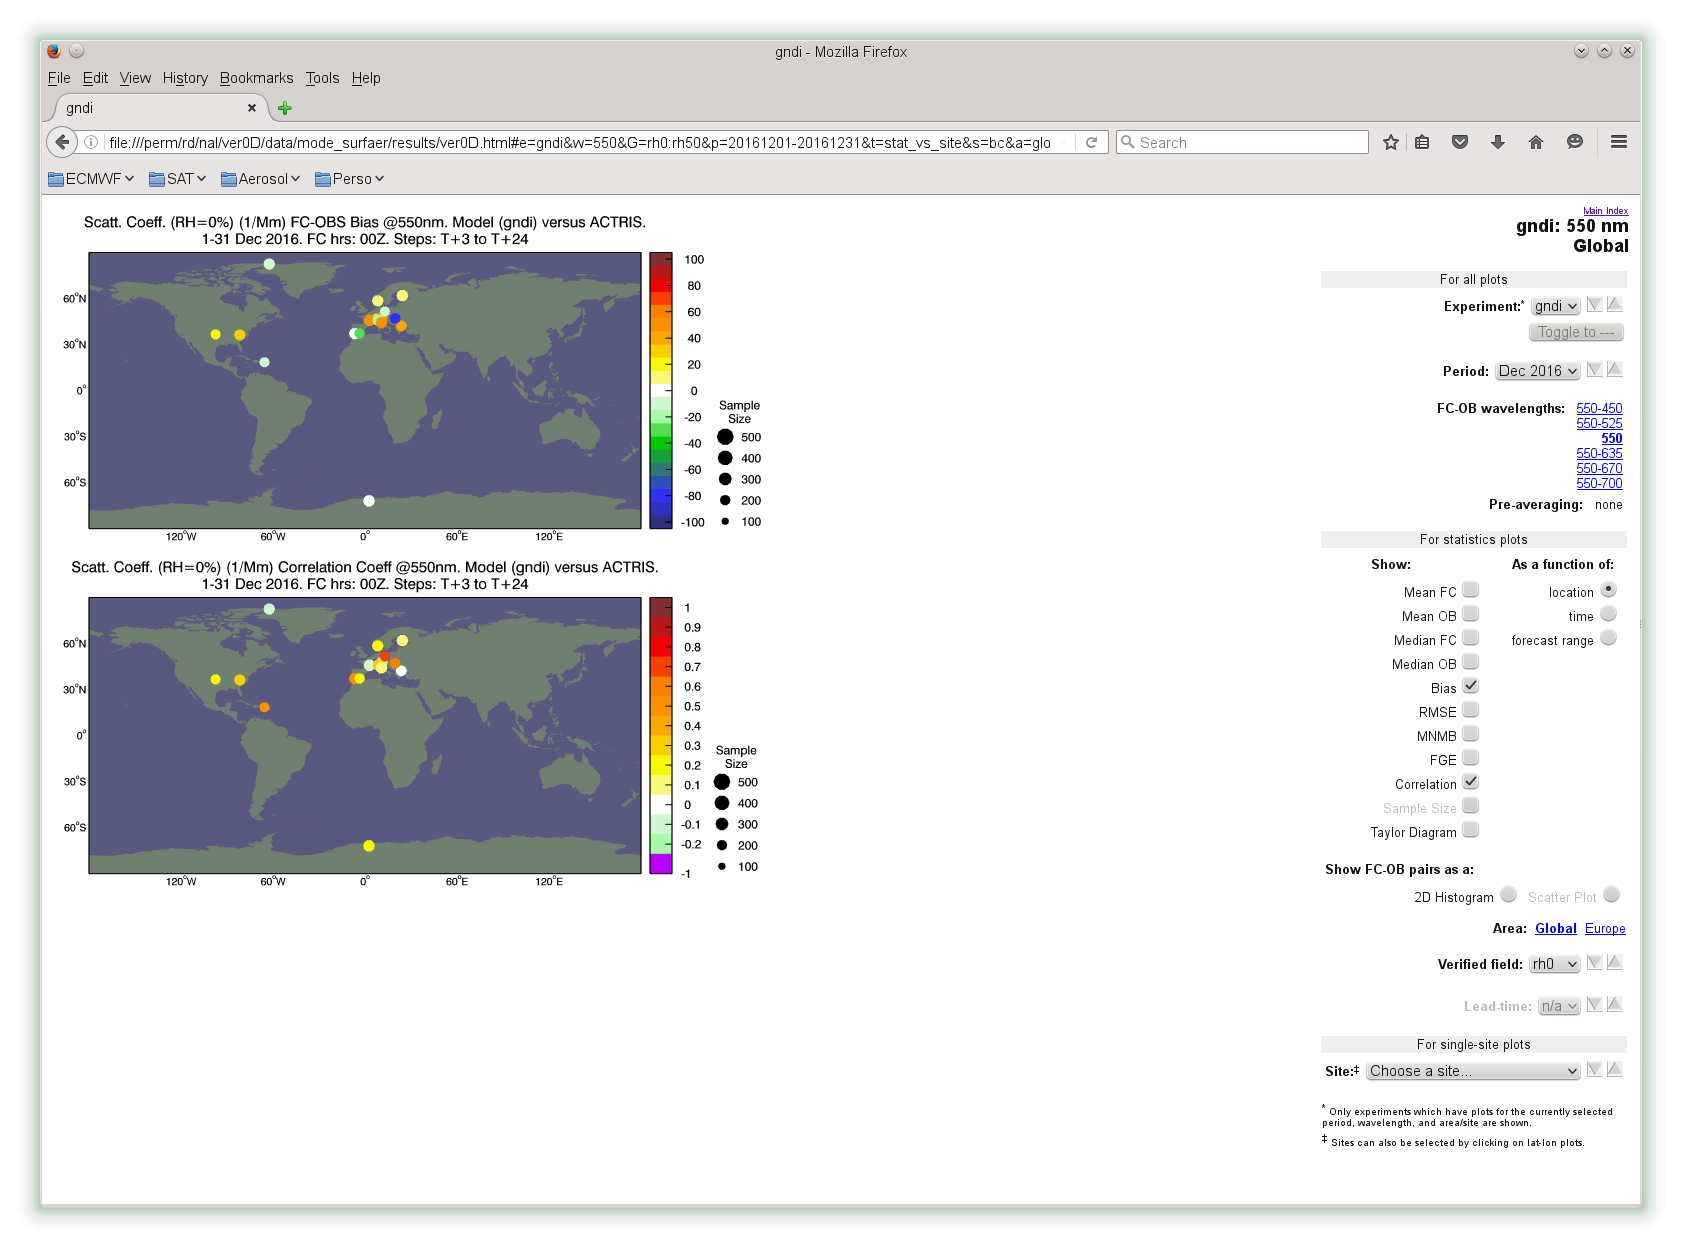 gndi - Mozilla Firefox
File Edit View History Bookmarks Tools Help
gndi
file:///perm/rd/nal/ver0D/data/mode_surfaer/results/ver0D.html#e=gndi&w=550&G=rh0:rh50&p=20161201-20161231&t=stat_vs_site&s=bc&a=glo
Search
ECMWF SAT Aerosol Perso
Scatt. Coeff. (RH=0%) (1/Mm) FC-OBS Bias @550nm. Model (gndi) versus ACTRIS.
1-31 Dec 2016. FC hrs: 00Z. Steps: T+3 to T+24
60°N
30°N
0°
30°S
60°S
120°W 60°W 0° 60°E 120°E
100
80
60
40
20
0
-20
-40
-60
-80
-100
Sample
Size
500
400
300
200
100
Scatt. Coeff. (RH=0%) (1/Mm) Correlation Coeff @550nm. Model (gndi) versus ACTRIS.
1-31 Dec 2016. FC hrs: 00Z. Steps: T+3 to T+24
60°N
30°N
0°
30°S
60°S
120°W 60°W 0° 60°E 120°E
1
0.9
0.8
0.7
0.6
0.5
0.4
0.3
0.2
0.1
0
-0.1
-0.2
-1
Sample
Size
500
400
300
200
100
Main Index
gndi: 550 nm
Global
For all plots
Experiment:* gndi
Toggle to ---
Period: Dec 2016
FC-OB wavelengths: 550-450
550-525
550
550-635
550-670
550-700
Pre-averaging: none
For statistics plots
Show: As a function of:
Mean FC location
Mean OB time
Median FC forecast range
Median OB
Bias
RMSE
MNMB
FGE
Correlation
Sample Size
Taylor Diagram
Show FC-OB pairs as a:
2D Histogram Scatter Plot
Area: Global Europe
Verified field: rh0
Lead-time: n/a
For single-site plots
Site:‡ Choose a site...
* Only experiments which have plots for the currently selected
period, wavelength, and area/site are shown.
‡ Sites can also be selected by clicking on lat-lon plots.